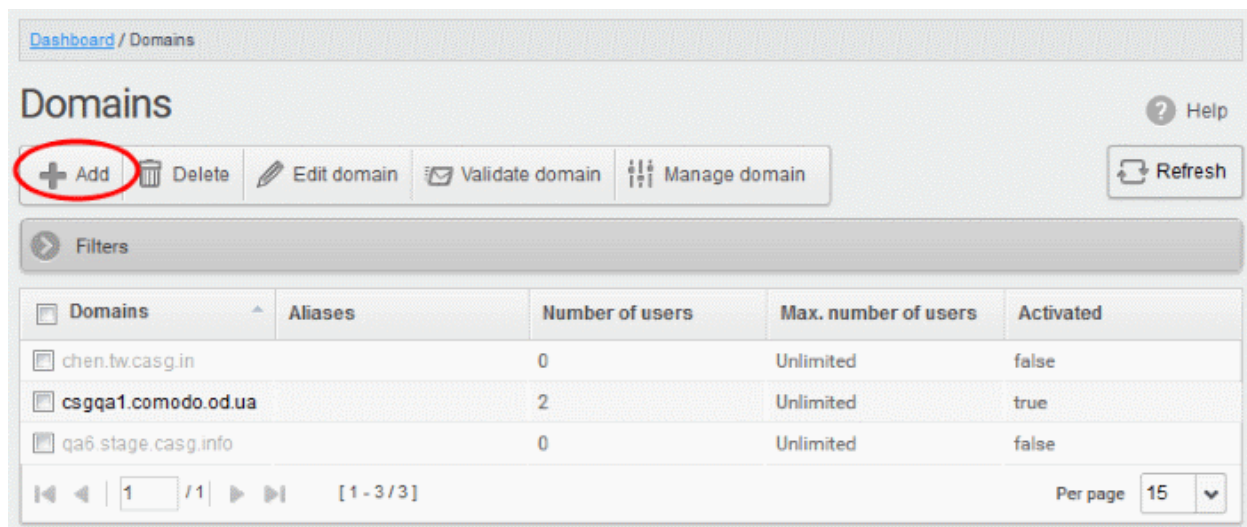 Dashboard / Domains
Domains
Help
Add Delete Edit domain Validate domain Manage domain Refresh
Filters
Domains Aliases Number of users Max. number of users Activated
chen.tw.casg.in 0 Unlimited false
csgqa1.comodo.od.ua 2 Unlimited true
qa6.stage.casg.info 0 Unlimited false
1 /1 [ 1 - 3 / 3 ] Per page 15